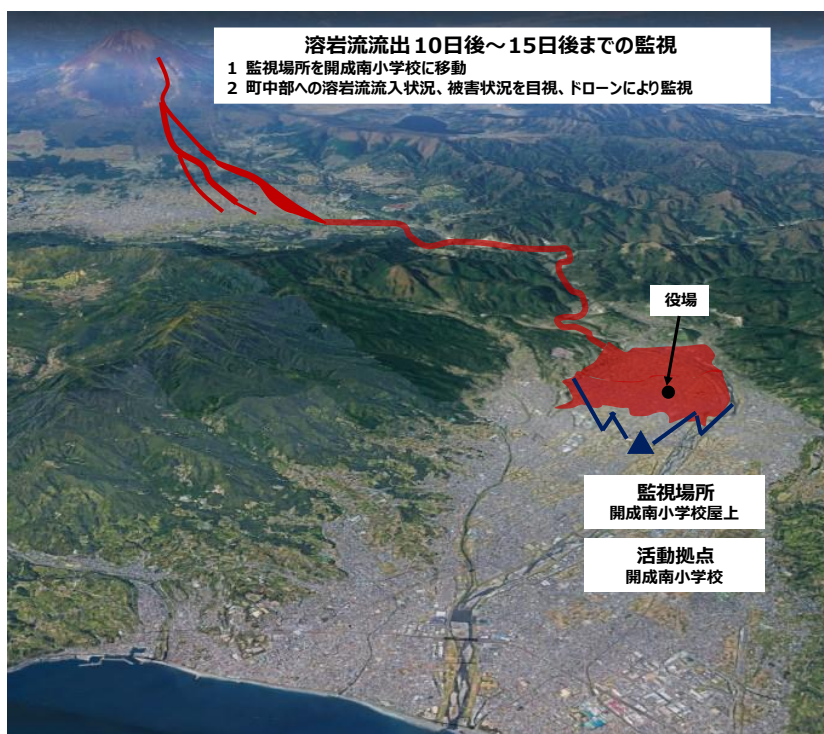 溶岩流流出10日後～15日後までの監視
1 監視場所を開成南小学校に移動
2 町中部への溶岩流流入状況、被害状況を目視、ドローンにより監視
役場
監視場所
開成南小学校屋上
活動拠点
開成南小学校